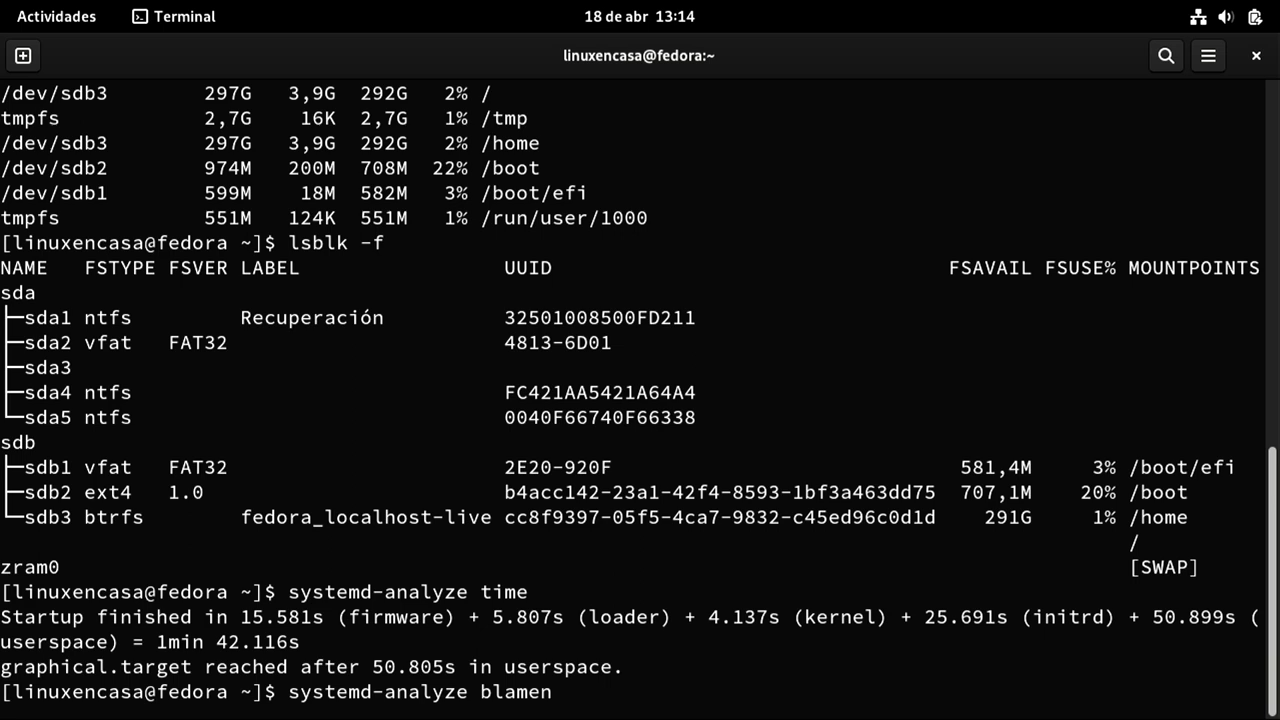 Actividades Terminal 18 de abr 13:14
linuxencasa@fedora:~
/dev/sdb3 297G 3,9G 292G 2% /
tmpfs 2,7G 16K 2,7G 1% /tmp
/dev/sdb3 297G 3,9G 292G 2% /home
/dev/sdb2 974M 200M 708M 22% /boot
/dev/sdb1 599M 18M 582M 3% /boot/efi
tmpfs 551M 124K 551M 1% /run/user/1000
[linuxencasa@fedora ~]$ lsblk -f
NAME FSTYPE FSVER LABEL UUID FSAVAIL FSUSE% MOUNTPOINTS
sda
├─sda1 ntfs Recuperación 32501008500FD211
├─sda2 vfat FAT32 4813-6D01
├─sda3
├─sda4 ntfs FC421AA5421A64A4
└─sda5 ntfs 0040F66740F66338
sdb
├─sdb1 vfat FAT32 2E20-920F 581,4M 3% /boot/efi
├─sdb2 ext4 1.0 b4acc142-23a1-42f4-8593-1bf3a463dd75 707,1M 20% /boot
└─sdb3 btrfs fedora_localhost-live cc8f9397-05f5-4ca7-9832-c45ed96c0d1d 291G 1% /home
/
zram0 [SWAP]
[linuxencasa@fedora ~]$ systemd-analyze time
Startup finished in 15.581s (firmware) + 5.807s (loader) + 4.137s (kernel) + 25.691s (initrd) + 50.899s (
userspace) = 1min 42.116s
graphical.target reached after 50.805s in userspace.
[linuxencasa@fedora ~]$ systemd-analyze blamen